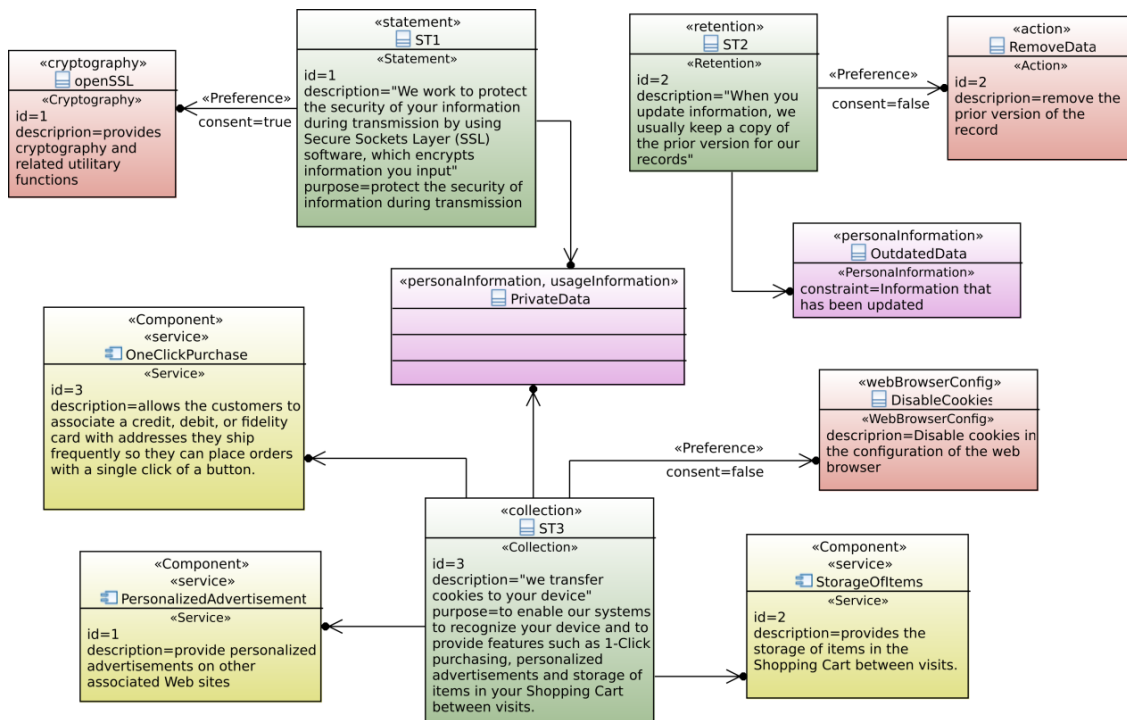 «cryptography»
openSSL
«Cryptography»
id=1
descriprion=provides
cryptography and
related utilitary
functions
«Preference»
consent=true
«statement»
ST1
«Statement»
id=1
description="We work to protect
the security of your information
during transmission by using
Secure Sockets Layer (SSL)
software, which encrypts
information you input"
purpose=protect the security of
information during transmission
«retention»
ST2
«Retention»
id=2
description="When you
update information, we
usually keep a copy of
the prior version for our
records"
«Preference»
consent=false
«action»
RemoveData
«Action»
id=2
descriprion=remove the
prior version of the
record
«personaInformation»
OutdatedData
«PersonaInformation»
constraint=Information that
has been updated
«personaInformation, usageInformation»
PrivateData
«Component»
«service»
OneClickPurchase
«Service»
id=3
description=allows the customers to
associate a credit, debit, or fidelity
card with addresses they ship
frequently so they can place orders
with a single click of a button.
«Preference»
consent=false
«webBrowserConfig»
DisableCookies
«WebBrowserConfig»
descriprion=Disable cookies in
the configuration of the web
browser
«collection»
ST3
«Collection»
id=3
description="we transfer
cookies to your device"
purpose=to enable our systems
to recognize your device and to
provide features such as 1-Click
purchasing, personalized
advertisements and storage of
items in your Shopping Cart
between visits.
«Component»
«service»
PersonalizedAdvertisement
«Service»
id=1
description=provide personalized
advertisements on other
associated Web sites
«Component»
«service»
StorageOfItems
«Service»
id=2
description=provides the
storage of items in the
Shopping Cart between visits.